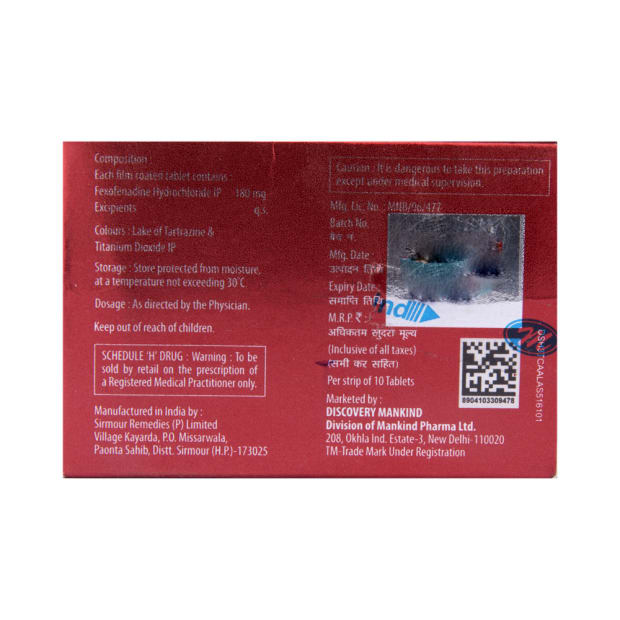 Composition :
Each film coated tablet contains :
Fexofenadine Hydrochloride IP 180 mg
Excipients q.s.
Colours : Lake of Tartrazine &
Titanium Dioxide IP
Storage : Store protected from moisture,
at a temperature not exceeding 30°C.
Dosage : As directed by the Physician.
Keep out of reach of children.
SCHEDULE 'H' DRUG : Warning : To be
sold by retail on the prescription of
a Registered Medical Practitioner only.
Manufactured in India by :
Sirmour Remedies (P) Limited
Village Kayarda, P.O. Missarwala,
Paonta Sahib, Distt. Sirmour (H.P.)-173025
Caution : It is dangerous to take this preparation
except under medical supervision.
Mfg. Lic. No. : MNB/96/477
Batch No.
बैच नं.
Mfg. Date
उत्पादन
Expiry Date
समाप्ति
M.R.P. ₹ :
अधिकतम खुदरा मूल्य
(Inclusive of all taxes)
(सभी कर सहित)
Per strip of 10 Tablets
Marketed by :
DISCOVERY MANKIND
Division of Mankind Pharma Ltd.
208, Okhla Ind. Estate-3, New Delhi-110020
TM-Trade Mark Under Registration
8904103309478